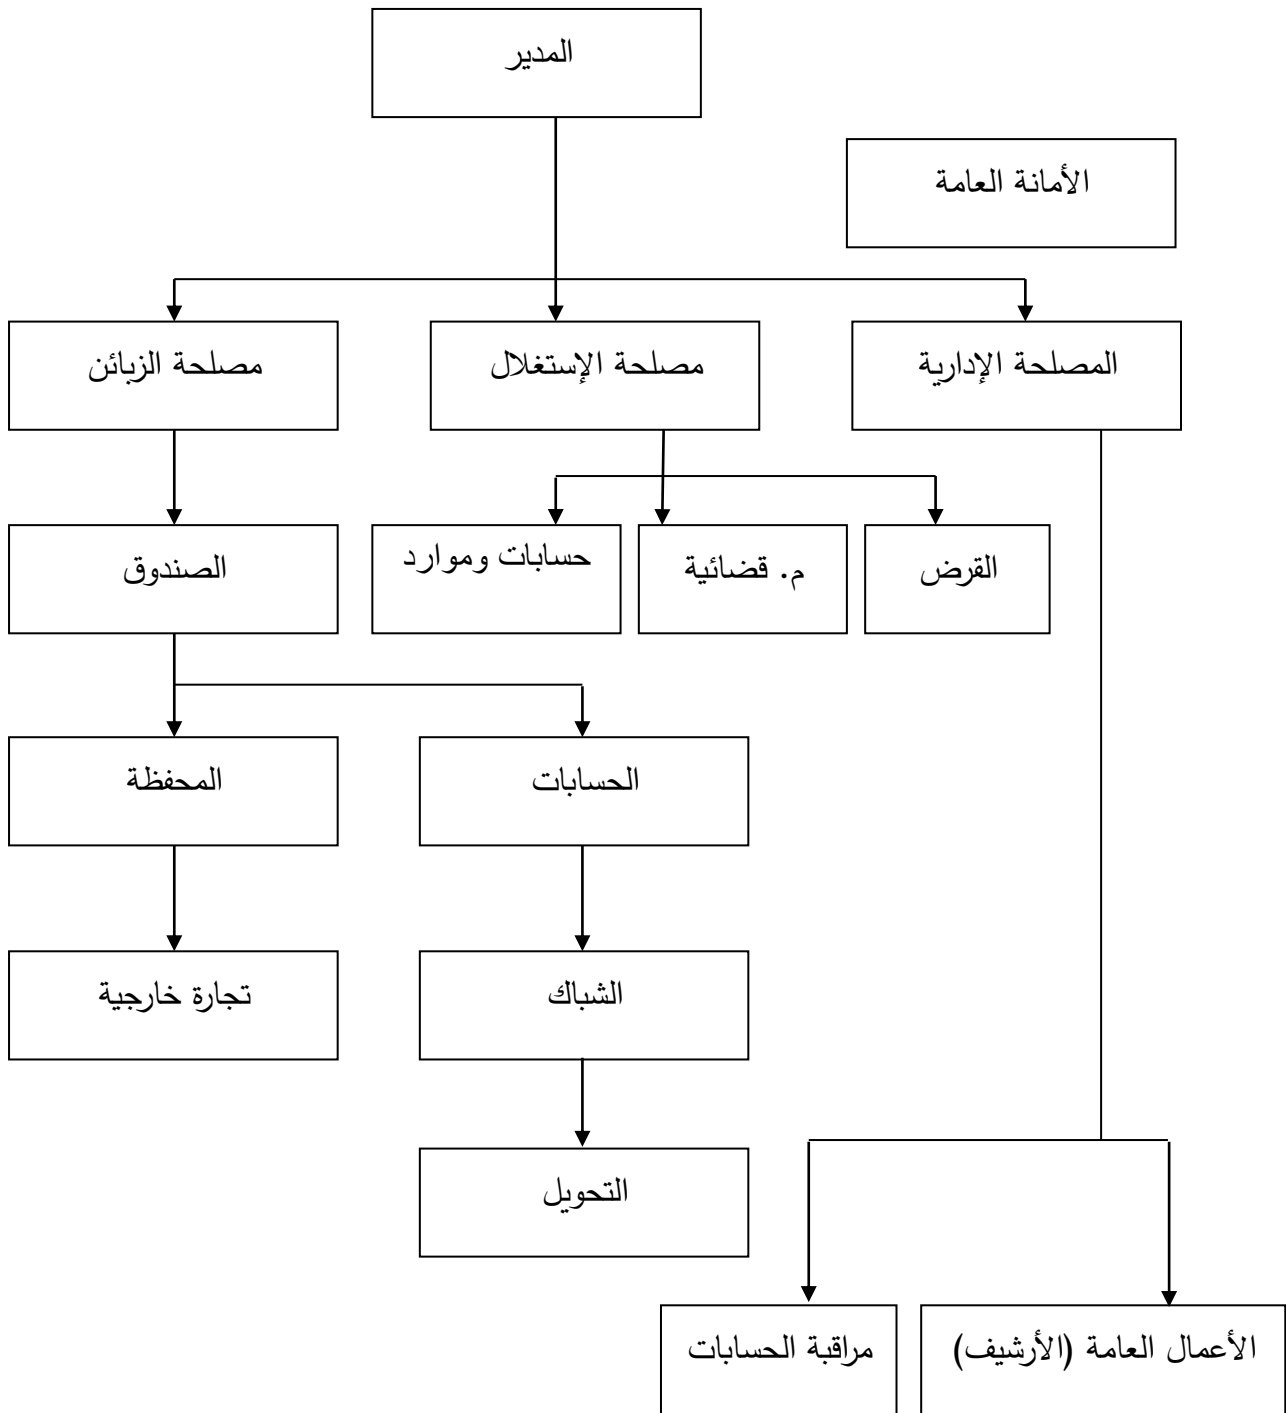 المدير
الأمانة العامة
المصلحة الإدارية
مصلحة الإستغلال
مصلحة الزبائن
القرض
م. قضائية
حسابات وموارد
الصندوق
الحسابات
المحفظة
الشباك
تجارة خارجية
التحويل
الأعمال العامة (الأرشيف)
مراقبة الحسابات